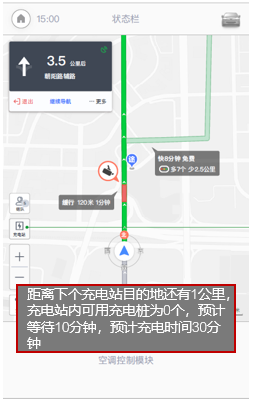 15:00 状态栏
3.5 公里后
朝阳路辅路
退出 继续导航 ··· 更多
快8分钟 免费
多7个 少2.5公里
缓行 120米 1分钟
充电站
距离下个充电站目的地还有1公里，
充电站内可用充电桩为0个，预计
等待10分钟，预计充电时间30分
钟
空调控制模块